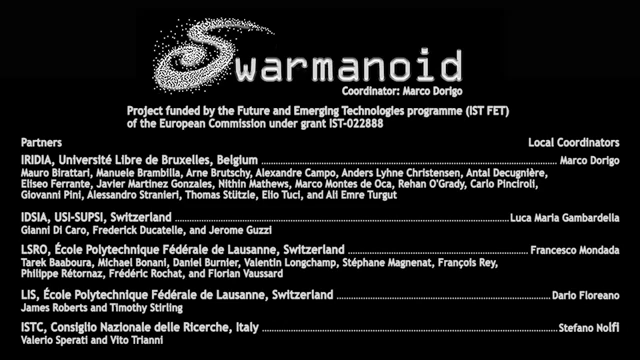 Swarmanoid
Coordinator: Marco Dorigo
Project funded by the Future and Emerging Technologies programme (IST FET)
of the European Commission under grant IST-022888
Partners Local Coordinators
IRIDIA, Université Libre de Bruxelles, Belgium ........ Marco Dorigo
Mauro Birattari, Manuele Brambilla, Arne Brutschy, Alexandre Campo, Anders Lyhne Christensen, Antal Decugnière,
Eliseo Ferrante, Javier Martinez Gonzales, Nithin Mathews, Marco Montes de Oca, Rehan O'Grady, Carlo Pinciroli,
Giovanni Pini, Alessandro Stranieri, Thomas Stützle, Elio Tuci, and Ali Emre Turgut
IDSIA, USI-SUPSI, Switzerland ........ Luca Maria Gambardella
Gianni Di Caro, Frederick Ducatelle, and Jerome Guzzi
LSRO, École Polytechnique Fédérale de Lausanne, Switzerland ........ Francesco Mondada
Tarek Baaboura, Michael Bonani, Daniel Burnier, Valentin Longchamp, Stéphane Magnenat, François Rey,
Philippe Rétornaz, Frédéric Rochat, and Florian Vaussard
LIS, École Polytechnique Fédérale de Lausanne, Switzerland ........ Dario Floreano
James Roberts and Timothy Stirling
ISTC, Consiglio Nazionale delle Ricerche, Italy ........ Stefano Nolfi
Valerio Sperati and Vito Trianni